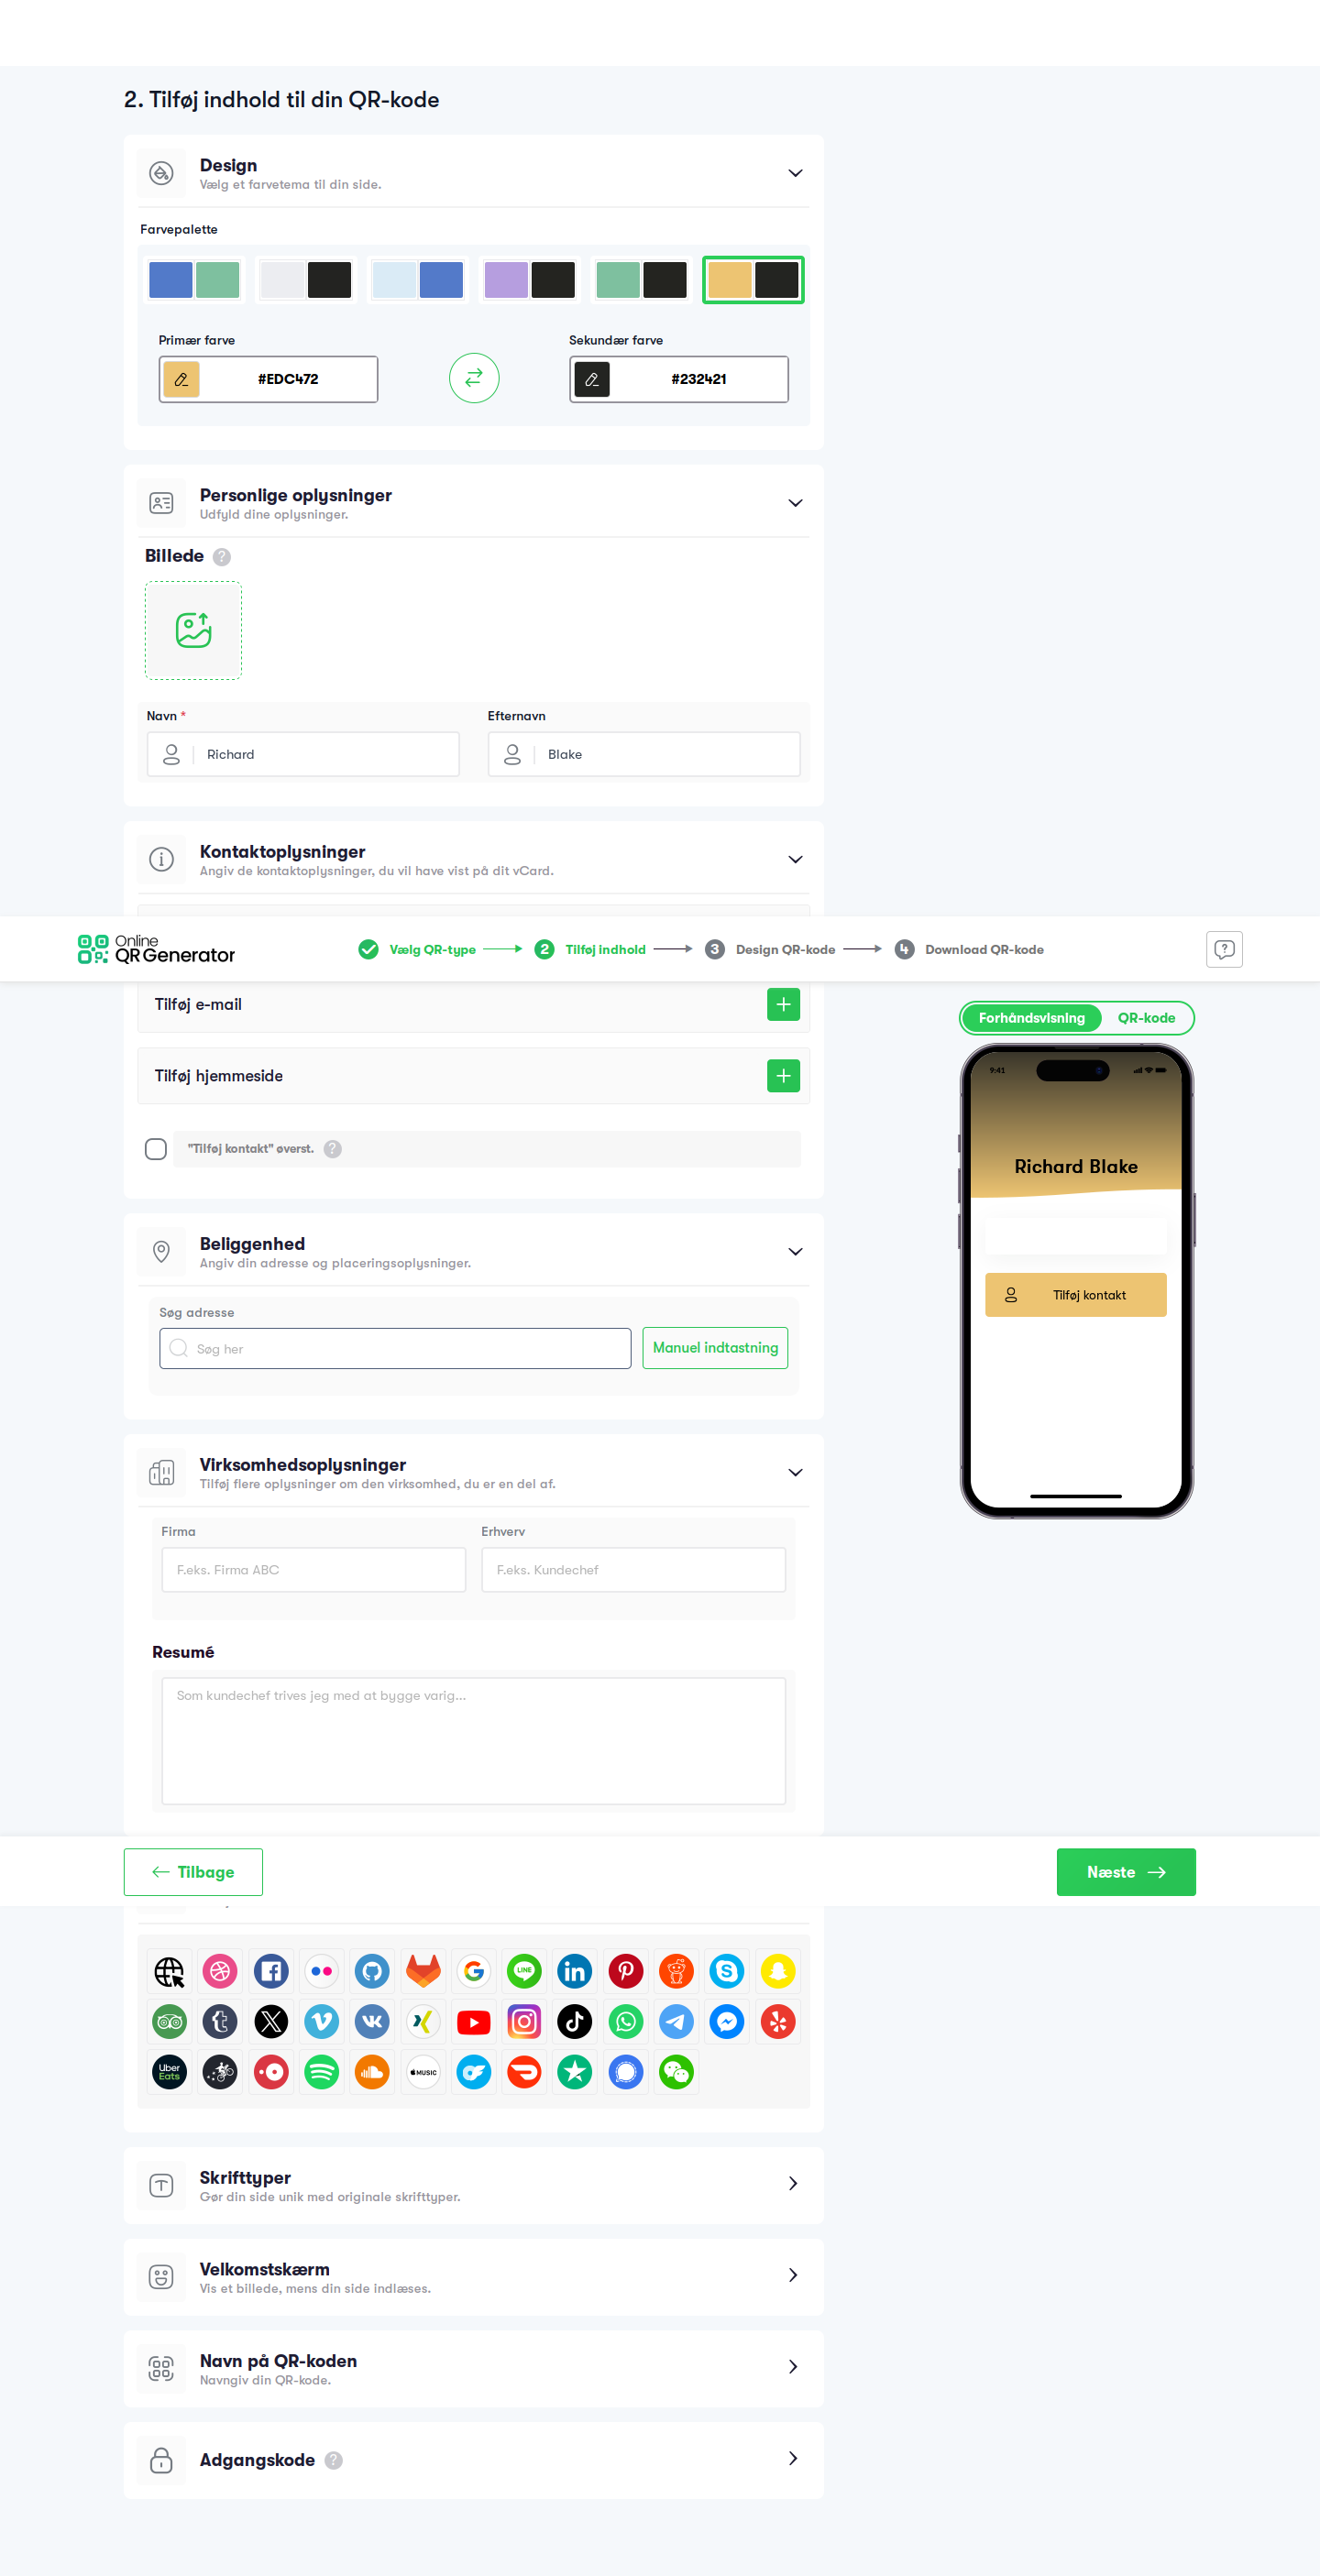 2. Tilføj indhold til din QR-kode
Design
Vælg et farvetema til din side.
Farvepalette
Primær farve
Sekundær farve
#EDC472
#232421
Personlige oplysninger
Udfyld dine oplysninger.
Billede ?
Navn *
Efternavn
Richard
Blake
Kontaktoplysninger
Angiv de kontaktoplysninger, du vil have vist på dit vCard.
Online
QR Generator
Vælg QR-type
2 Tilføj indhold
3 Design QR-kode
4 Download QR-kode
Tilføj e-mail
Forhåndsvisning
QR-kode
Tilføj hjemmeside
9:41
"Tilføj kontakt" øverst. ?
Richard Blake
Beliggenhed
Angiv din adresse og placeringsoplysninger.
Tilføj kontakt
Søg adresse
Søg her
Manuel indtastning
Virksomhedsoplysninger
Tilføj flere oplysninger om den virksomhed, du er en del af.
Firma
Erhverv
F.eks. Firma ABC
F.eks. Kundechef
Resumé
Som kundechef trives jeg med at bygge varig...
Tilbage
Næste
LINE
Uber
Eats
MUSIC
Skrifttyper
Gør din side unik med originale skrifttyper.
Velkomstskærm
Vis et billede, mens din side indlæses.
Navn på QR-koden
Navngiv din QR-kode.
Adgangskode ?